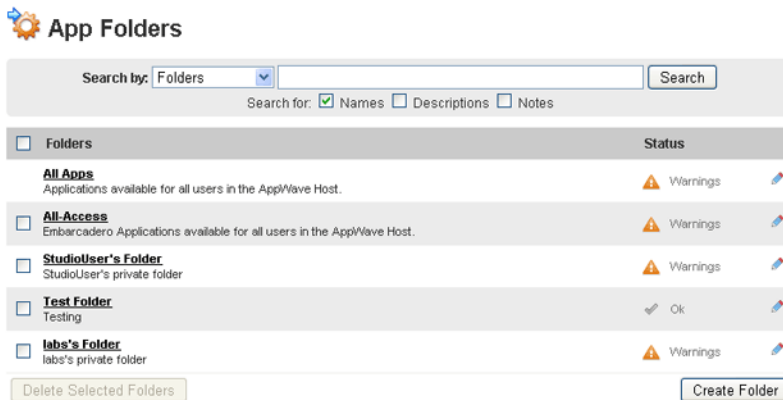 App Folders
Search by: Folders Search
Search for: Names Descriptions Notes
Folders Status
All Apps
Applications available for all users in the AppWave Host.
Warnings
All-Access
Embarcadero Applications available for all users in the AppWave Host.
Warnings
StudioUser's Folder
StudioUser's private folder
Warnings
Test Folder
Testing
Ok
labs's Folder
labs's private folder
Warnings
Delete Selected Folders Create Folder